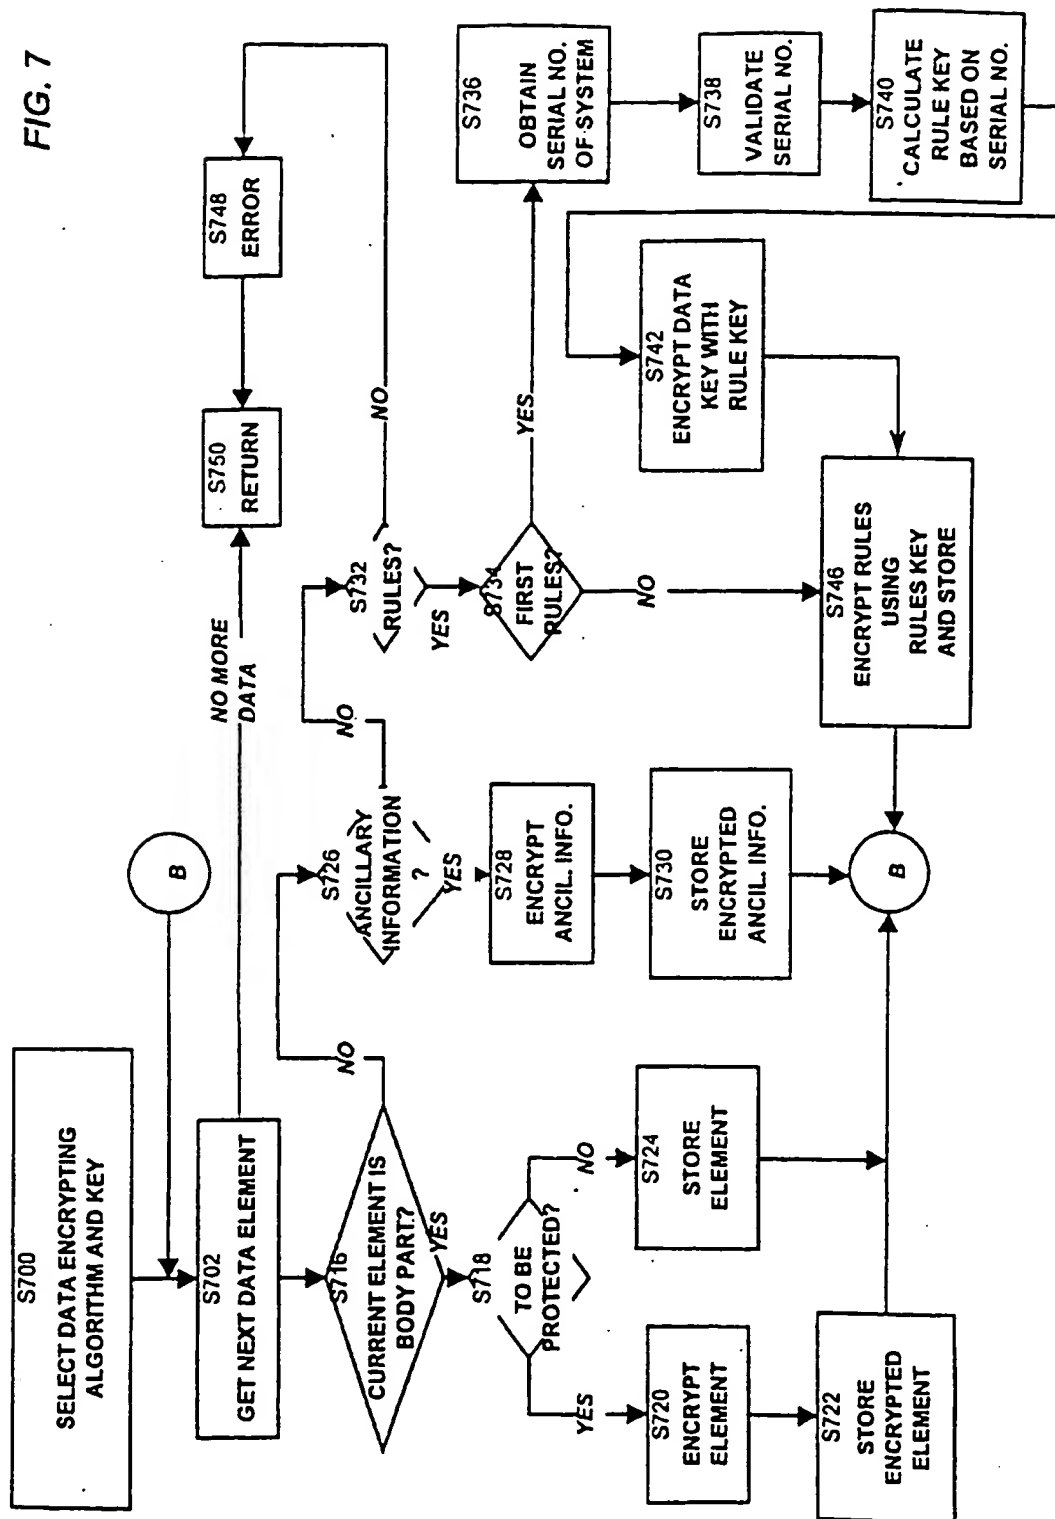 FIG. 7
S700
SELECT DATA ENCRYPTING
ALGORITHM AND KEY
B
S702
GET NEXT DATA ELEMENT
NO MORE
DATA
S750
RETURN
S748
ERROR
S716
CURRENT ELEMENT IS
BODY PART?
NO
YES
S718
TO BE
PROTECTED?
YES
NO
S720
ENCRYPT
ELEMENT
S722
STORE
ENCRYPTED
ELEMENT
S724
STORE
ELEMENT
S726
ANCILLARY
INFORMATION
?
NO
YES
S728
ENCRYPT
ANCIL. INFO.
S730
STORE
ENCRYPTED
ANCIL. INFO.
B
S732
RULES?
NO
YES
S734
FIRST
RULES?
YES
NO
S736
OBTAIN
SERIAL NO.
OF SYSTEM
S738
VALIDATE
SERIAL NO.
S740
CALCULATE
RULE KEY
BASED ON
SERIAL NO.
S742
ENCRYPT DATA
KEY WITH
RULE KEY
S746
ENCRYPT RULES
USING
RULES KEY
AND STORE